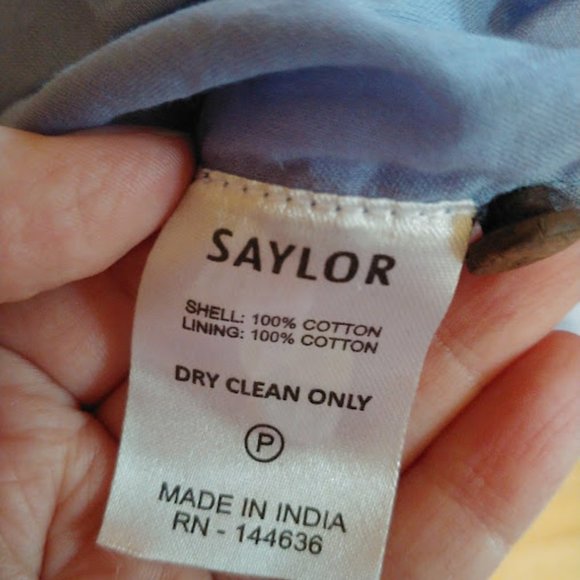 SAYLOR
SHELL: 100% COTTON
LINING: 100% COTTON
DRY CLEAN ONLY
P
MADE IN INDIA
RN - 144636